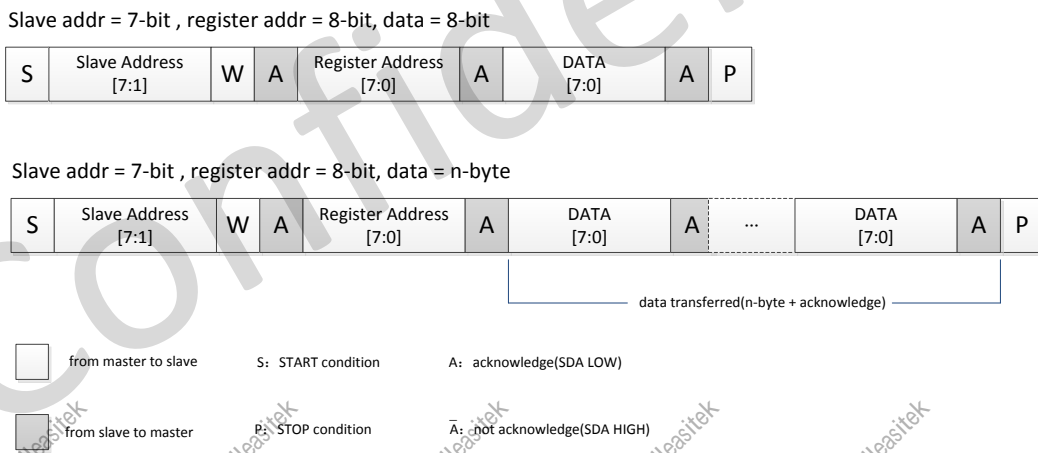 Slave addr = 7-bit , register addr = 8-bit, data = 8-bit
S Slave Address [7:1] W A Register Address [7:0] A DATA [7:0] A P
Slave addr = 7-bit , register addr = 8-bit, data = n-byte
S Slave Address [7:1] W A Register Address [7:0] A DATA [7:0] A ... DATA [7:0] A P
data transferred(n-byte + acknowledge)
from master to slave S: START condition A: acknowledge(SDA LOW)
from slave to master P: STOP condition A̅: not acknowledge(SDA HIGH)